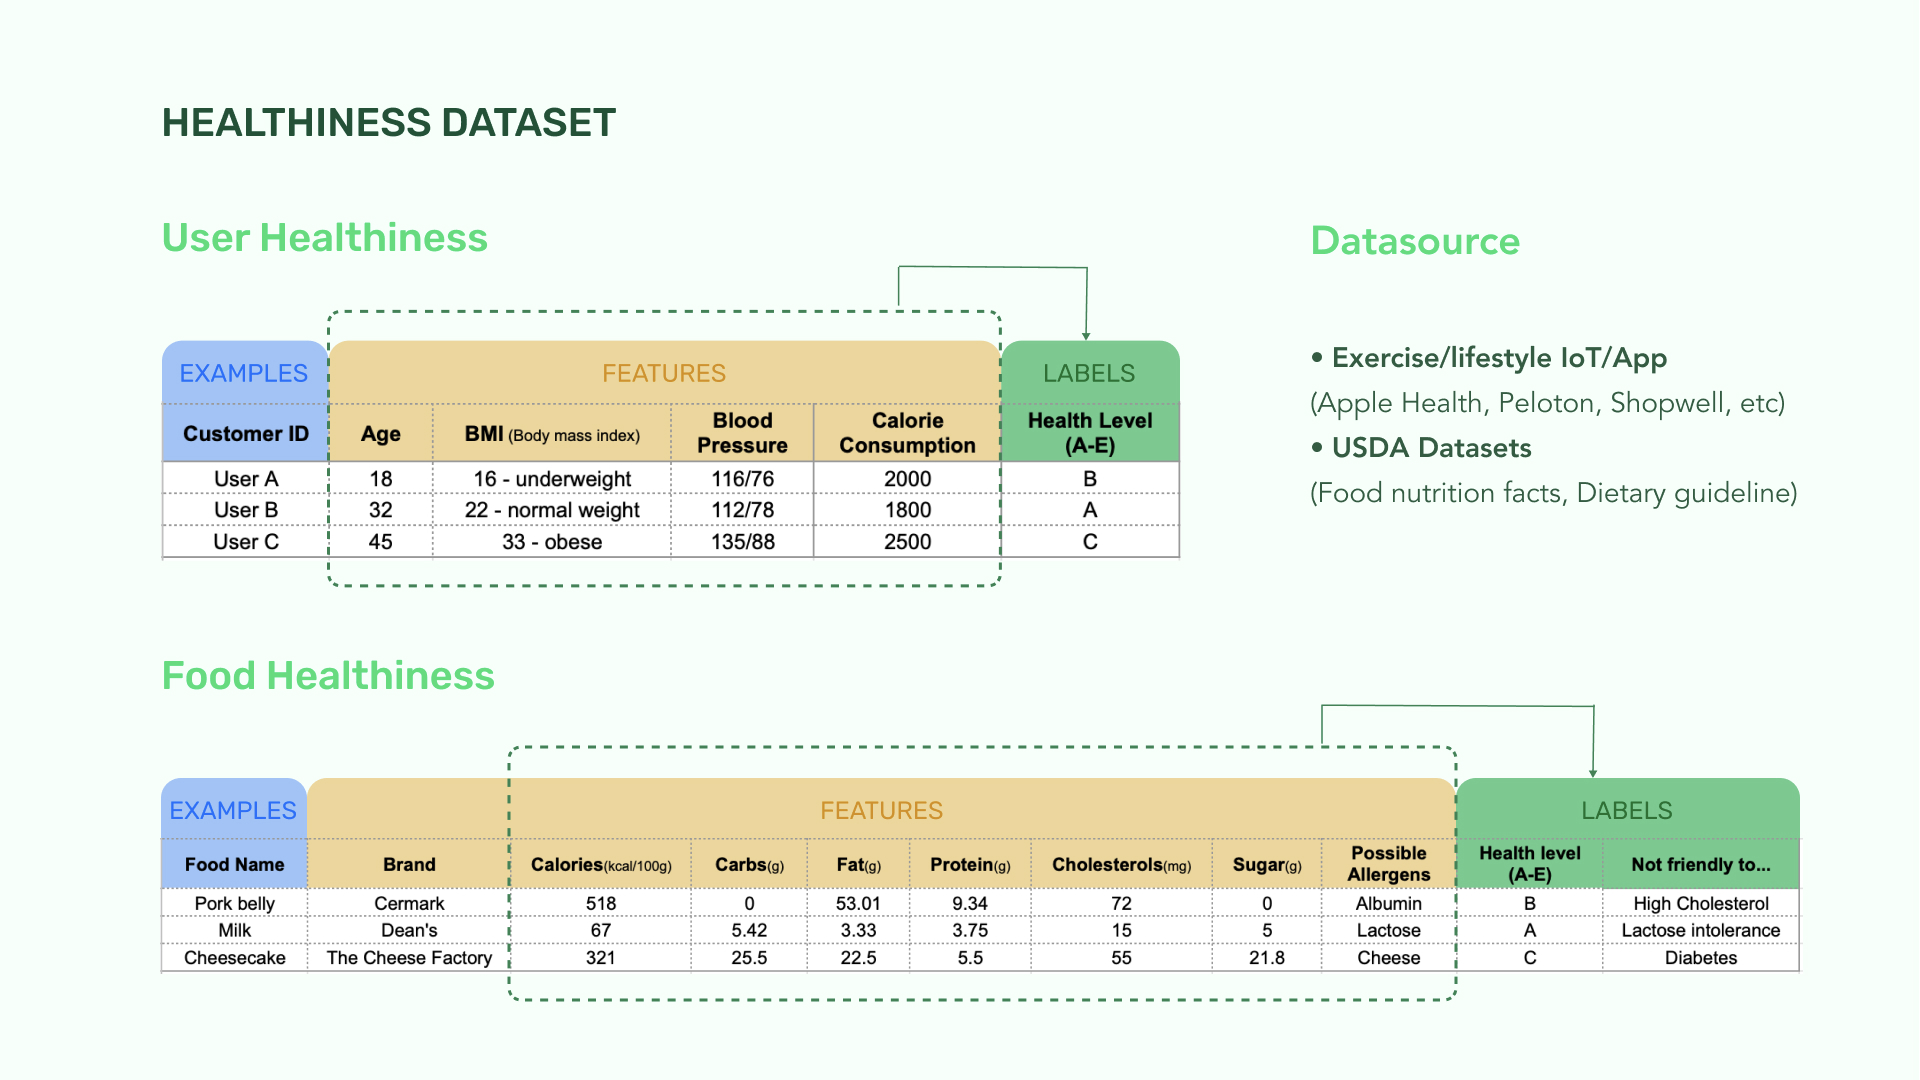 HEALTHINESS DATASET
User Healthiness
EXAMPLES FEATURES LABELS
Customer ID Age BMI (Body mass index) Blood Pressure Calorie Consumption Health Level (A-E)
User A 18 16 - underweight 116/76 2000 B
User B 32 22 - normal weight 112/78 1800 A
User C 45 33 - obese 135/88 2500 C
Datasource
• Exercise/lifestyle IoT/App
(Apple Health, Peloton, Shopwell, etc)
• USDA Datasets
(Food nutrition facts, Dietary guideline)
Food Healthiness
EXAMPLES FEATURES LABELS
Food Name Brand Calories(kcal/100g) Carbs(g) Fat(g) Protein(g) Cholesterols(mg) Sugar(g) Possible Allergens Health level (A-E) Not friendly to...
Pork belly Cermark 518 0 53.01 9.34 72 0 Albumin B High Cholesterol
Milk Dean's 67 5.42 3.33 3.75 15 5 Lactose A Lactose intolerance
Cheesecake The Cheese Factory 321 25.5 22.5 5.5 55 21.8 Cheese C Diabetes